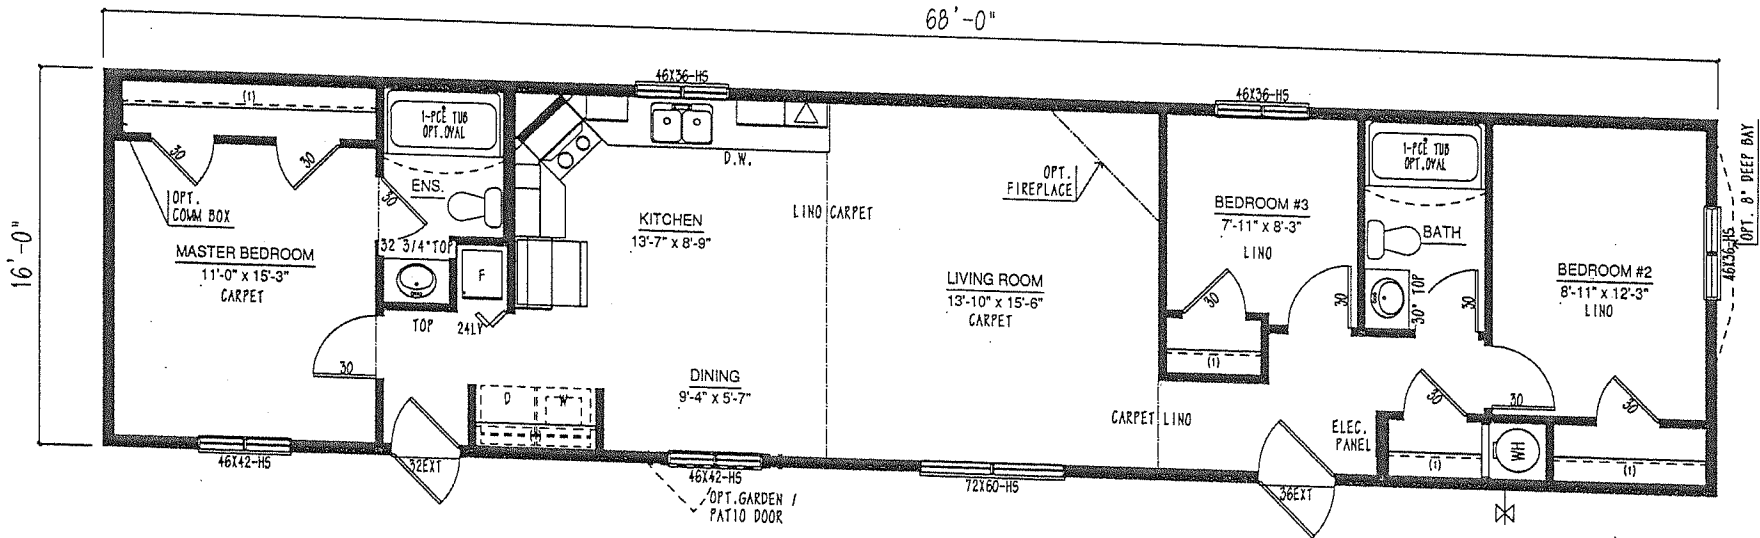 68'-0"
16'-0"
46X36-HS
46X36-HS
(1)
30
30
OPT.
COMM BOX
MASTER BEDROOM
11'-0" x 15'-3"
CARPET
30
46X42-HS
1-PCE TUB
OPT.OVAL
ENS.
30
32 3/4"TOP
F
TOP
24LV
32EXT
D
W
KITCHEN
13'-7" x 8'-9"
D.W.
LINO CARPET
DINING
9'-4" x 5'-7"
46X42-HS
OPT.GARDEN /
PATIO DOOR
OPT.
FIREPLACE
LIVING ROOM
13'-10" x 15'-6"
CARPET
72X60-HS
CARPET LINO
BEDROOM #3
7'-11" x 8'-3"
LINO
30
30
(1)
1-PCE TUB
OPT.OVAL
BATH
30" TOP
30
BEDROOM #2
8'-11" x 12'-3"
LINO
30
30
30
ELEC.
PANEL
(1)
WH
(1)
36EXT
46X36-HS
OPT. 8" DEEP BAY